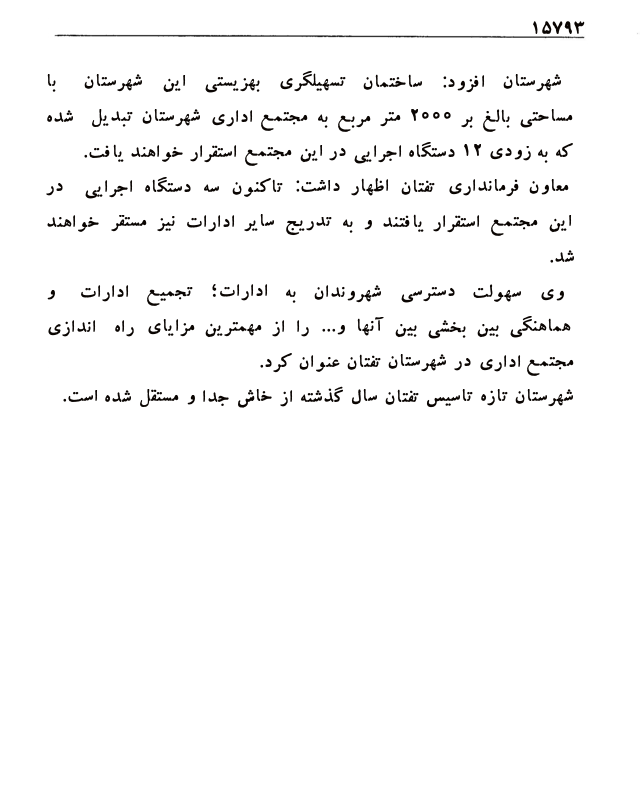 ۱۵۷۹۳
شهرستان افزود: ساختمان تسهیلگری بهزیستی این شهرستان با
مساحتی بالغ بر ۲۰۰۰ متر مربع به مجتمع اداری شهرستان تبدیل شده
که به زودی ۱۲ دستگاه اجرایی در این مجتمع استقرار خواهند یافت.
معاون فرمانداری تفتان اظهار داشت: تاکنون سه دستگاه اجرایی در
این مجتمع استقرار یافتند و به تدریج سایر ادارات نیز مستقر خواهند
شد.
وی سهولت دسترسی شهروندان به ادارات؛ تجمیع ادارات و
هماهنگی بین بخشی بین آنها و... را از مهمترین مزایای راه اندازی
مجتمع اداری در شهرستان تفتان عنوان کرد.
شهرستان تازه تاسیس تفتان سال گذشته از خاش جدا و مستقل شده است.